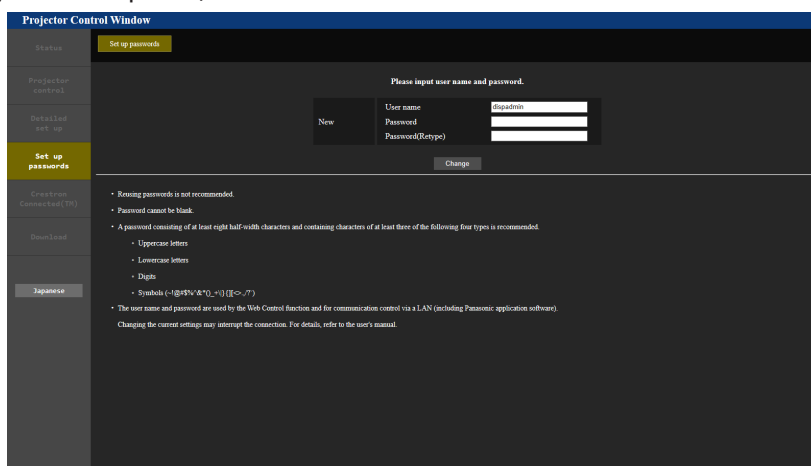 Projector Control Window
Status
Set up passwords
Projector
control
Detailed
set up
Set up
passwords
Crestron
Connected(TM)
Download
Japanese
Please input user name and password.
New
User name
dispadmin
Password
Password(Retype)
Change
• Reusing passwords is not recommended.
• Password cannot be blank.
• A password consisting of at least eight half-width characters and containing characters of at least three of the following four types is recommended.
• Uppercase letters
• Lowercase letters
• Digits
• Symbols
• The user name and password are used by the Web Control function and for communication control via a LAN (including Panasonic application software).
Changing the current settings may interrupt the connection. For details, refer to the user's manual.